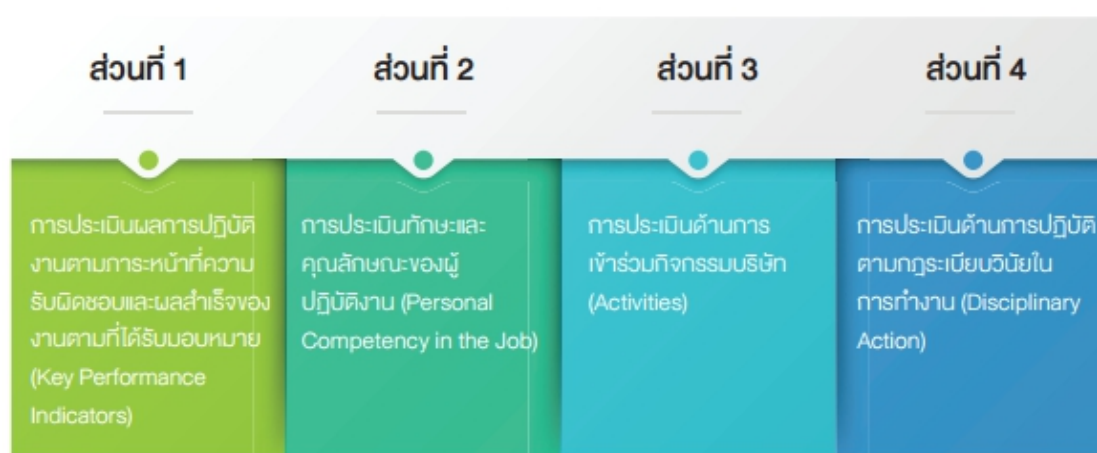 ส่วนที่ 1
การประเมินผลการปฏิบัติ
งานตามภาระหน้าที่ความ
รับผิดชอบและผลสำเร็จของ
งานตามที่ได้รับมอบหมาย
(Key Performance
Indicators)
ส่วนที่ 2
การประเมินทักษะและ
คุณลักษณะของผู้
ปฏิบัติงาน (Personal
Competency in the Job)
ส่วนที่ 3
การประเมินด้านการ
เข้าร่วมกิจกรรมบริษัท
(Activities)
ส่วนที่ 4
การประเมินด้านการปฏิบัติ
ตามกฎระเบียบวินัยใน
การทำงาน (Disciplinary
Action)